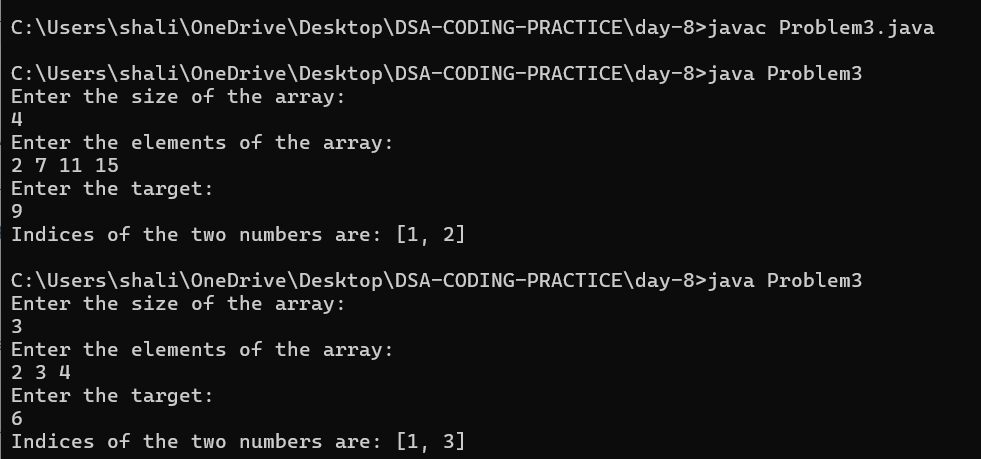 C:\Users\shali\OneDrive\Desktop\DSA-CODING-PRACTICE\day-8>javac Problem3.java
C:\Users\shali\OneDrive\Desktop\DSA-CODING-PRACTICE\day-8>java Problem3
Enter the size of the array:
4
Enter the elements of the array:
2 7 11 15
Enter the target:
9
Indices of the two numbers are: [1, 2]
C:\Users\shali\OneDrive\Desktop\DSA-CODING-PRACTICE\day-8>java Problem3
Enter the size of the array:
3
Enter the elements of the array:
2 3 4
Enter the target:
6
Indices of the two numbers are: [1, 3]